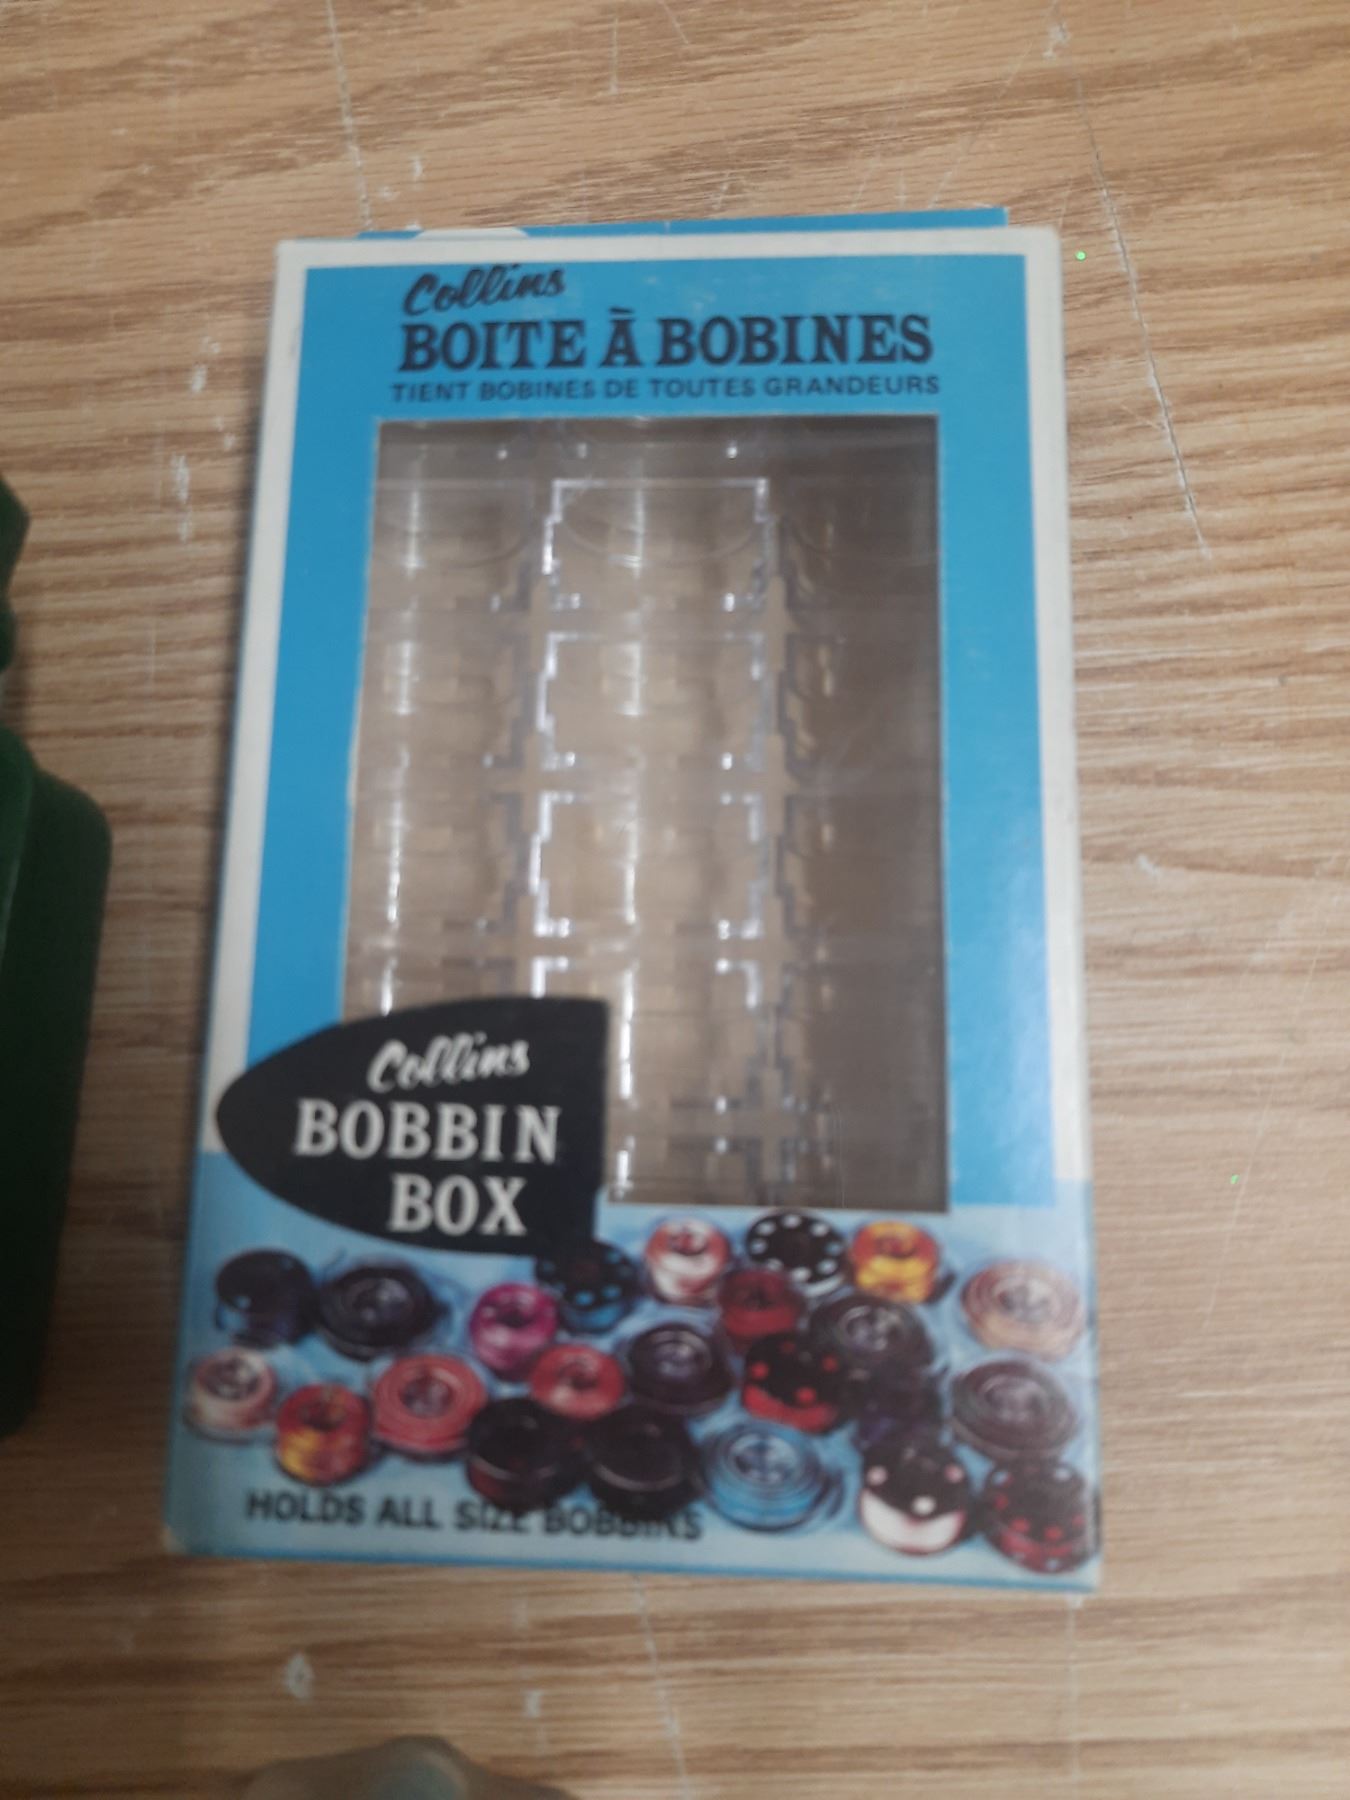 Collins
BOITE À BOBINES
TIENT BOBINES DE TOUTES GRANDEURS
Collins
BOBBIN
BOX
HOLDS ALL SIZE BOBBINS